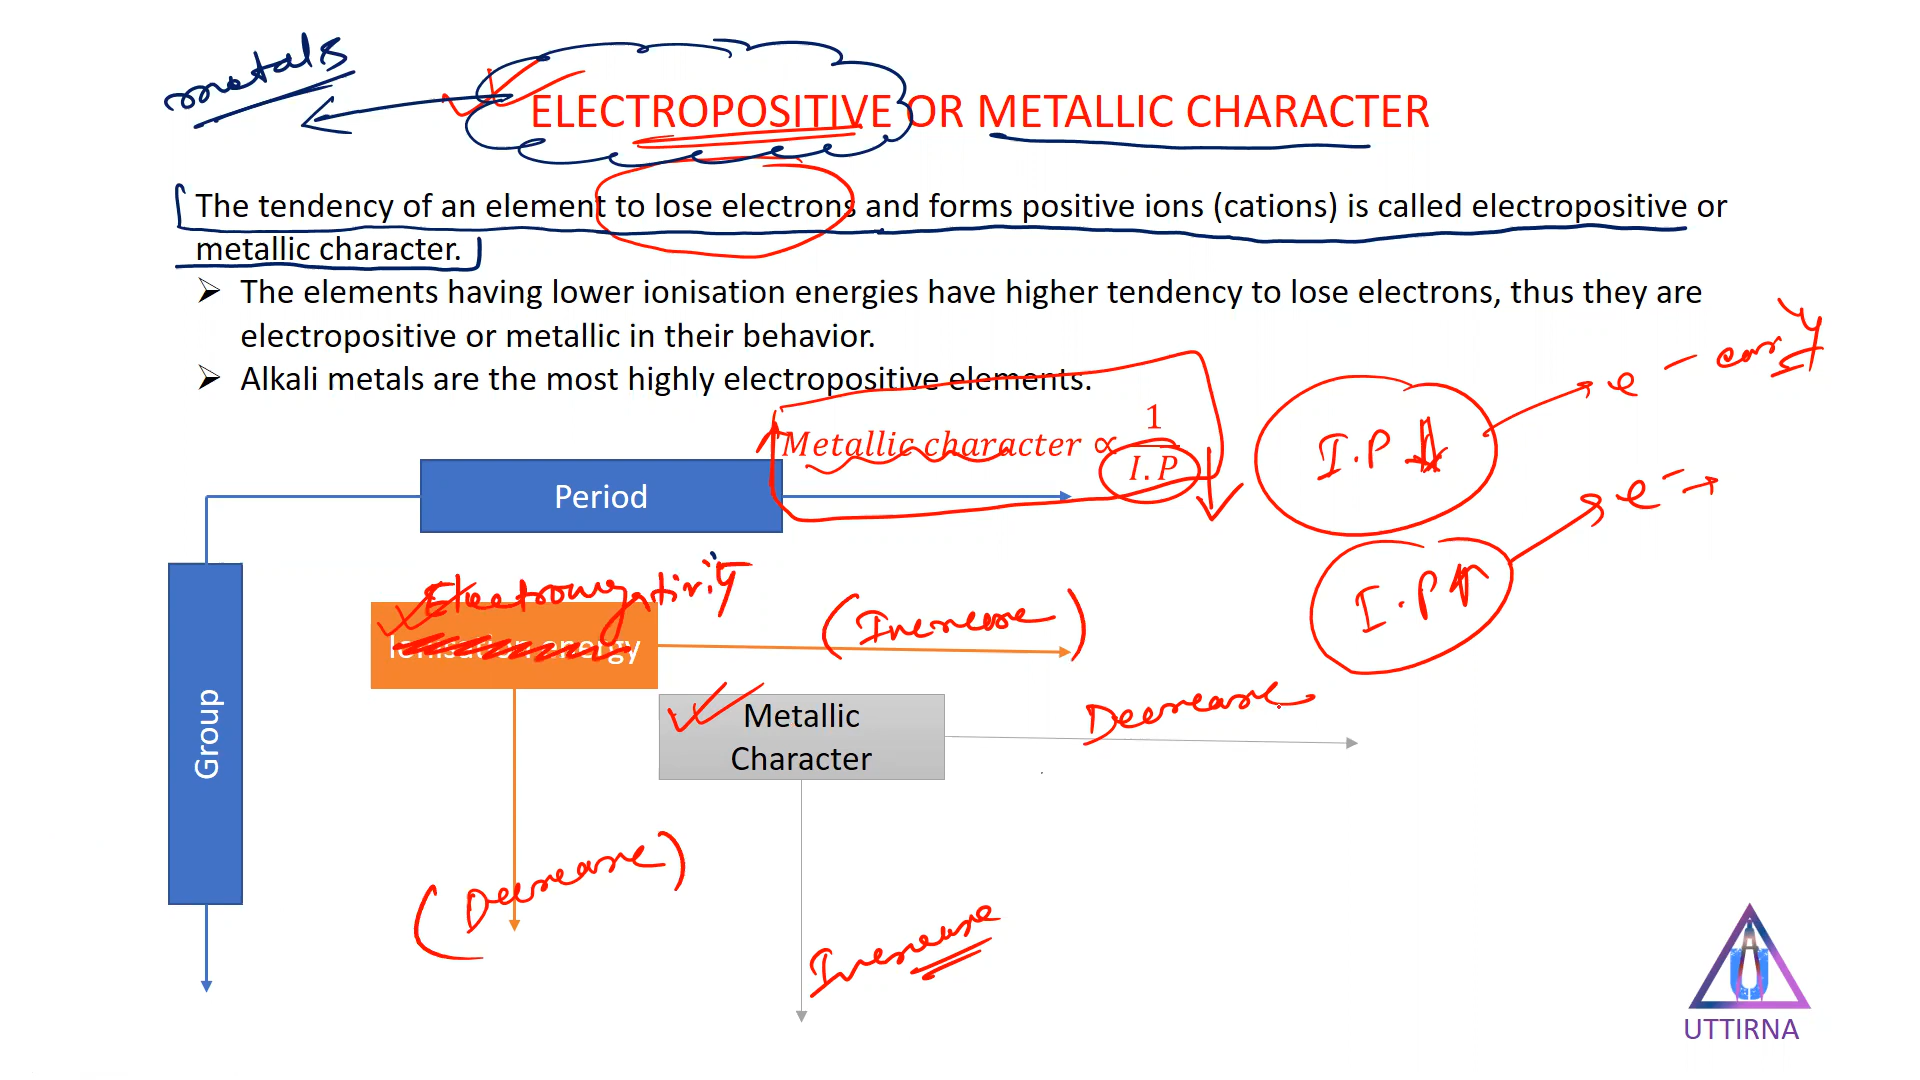 metals
ELECTROPOSITIVE OR METALLIC CHARACTER
The tendency of an element to lose electrons and forms positive ions (cations) is called electropositive or
metallic character.
➢ The elements having lower ionisation energies have higher tendency to lose electrons, thus they are
electropositive or metallic in their behavior.
➢ Alkali metals are the most highly electropositive elements.
Metallic character ∝ 1/I.P
I.P ↓ → e⁻ easy
I.P ↑ → e⁻ →
Period
Electronegativity
Ionisation energy
(Increase)
Metallic
Character
Decrease
Group
(Decrease)
Increase
UTTIRNA